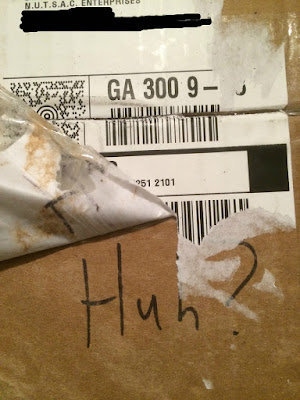 N.U.T.S.A.C. ENTERPRISES
GA 300 9-
251 2101
Huh?